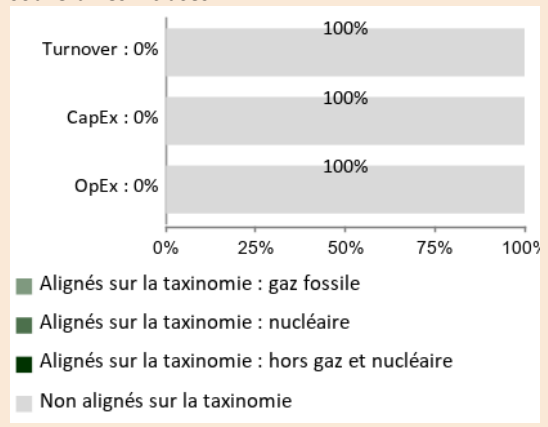 100%
Turnover : 0%
100%
CapEx : 0%
100%
OpEx : 0%
0% 25% 50% 75% 100%
Alignés sur la taxinomie : gaz fossile
Alignés sur la taxinomie : nucléaire
Alignés sur la taxinomie : hors gaz et nucléaire
Non alignés sur la taxinomie